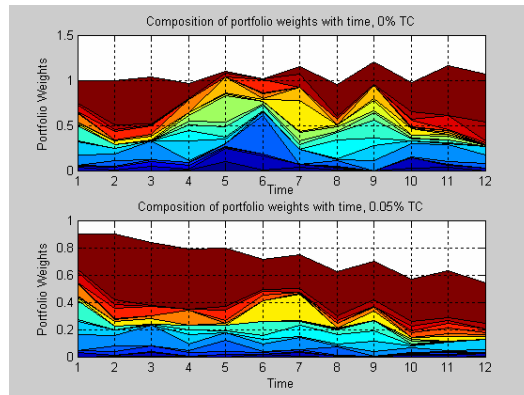 Composition of portfolio weights with time, 0% TC
1.5
1
0.5
0
Portfolio Weights
1 2 3 4 5 6 7 8 9 10 11 12
Time
Composition of portfolio weights with time, 0.05% TC
1
0.8
0.6
0.4
0.2
0
Portfolio Weights
1 2 3 4 5 6 7 8 9 10 11 12
Time